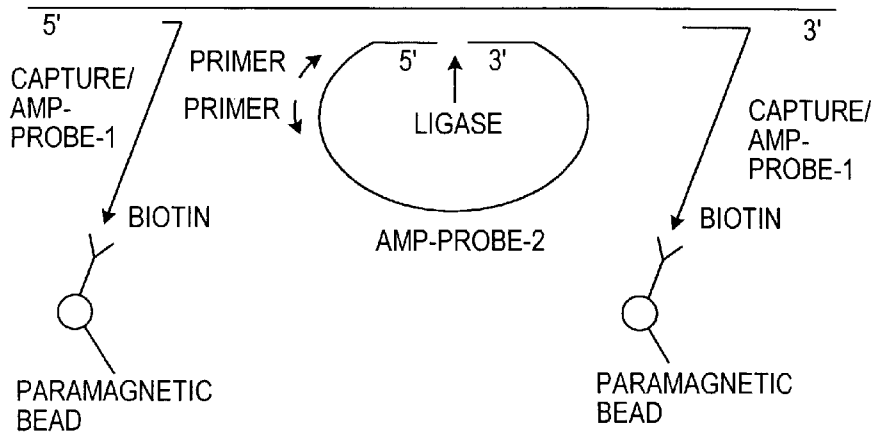 5'
CAPTURE/
AMP-
PROBE-1
BIOTIN
PARAMAGNETIC
BEAD
PRIMER
PRIMER
5'
3'
LIGASE
AMP-PROBE-2
3'
CAPTURE/
AMP-
PROBE-1
BIOTIN
PARAMAGNETIC
BEAD